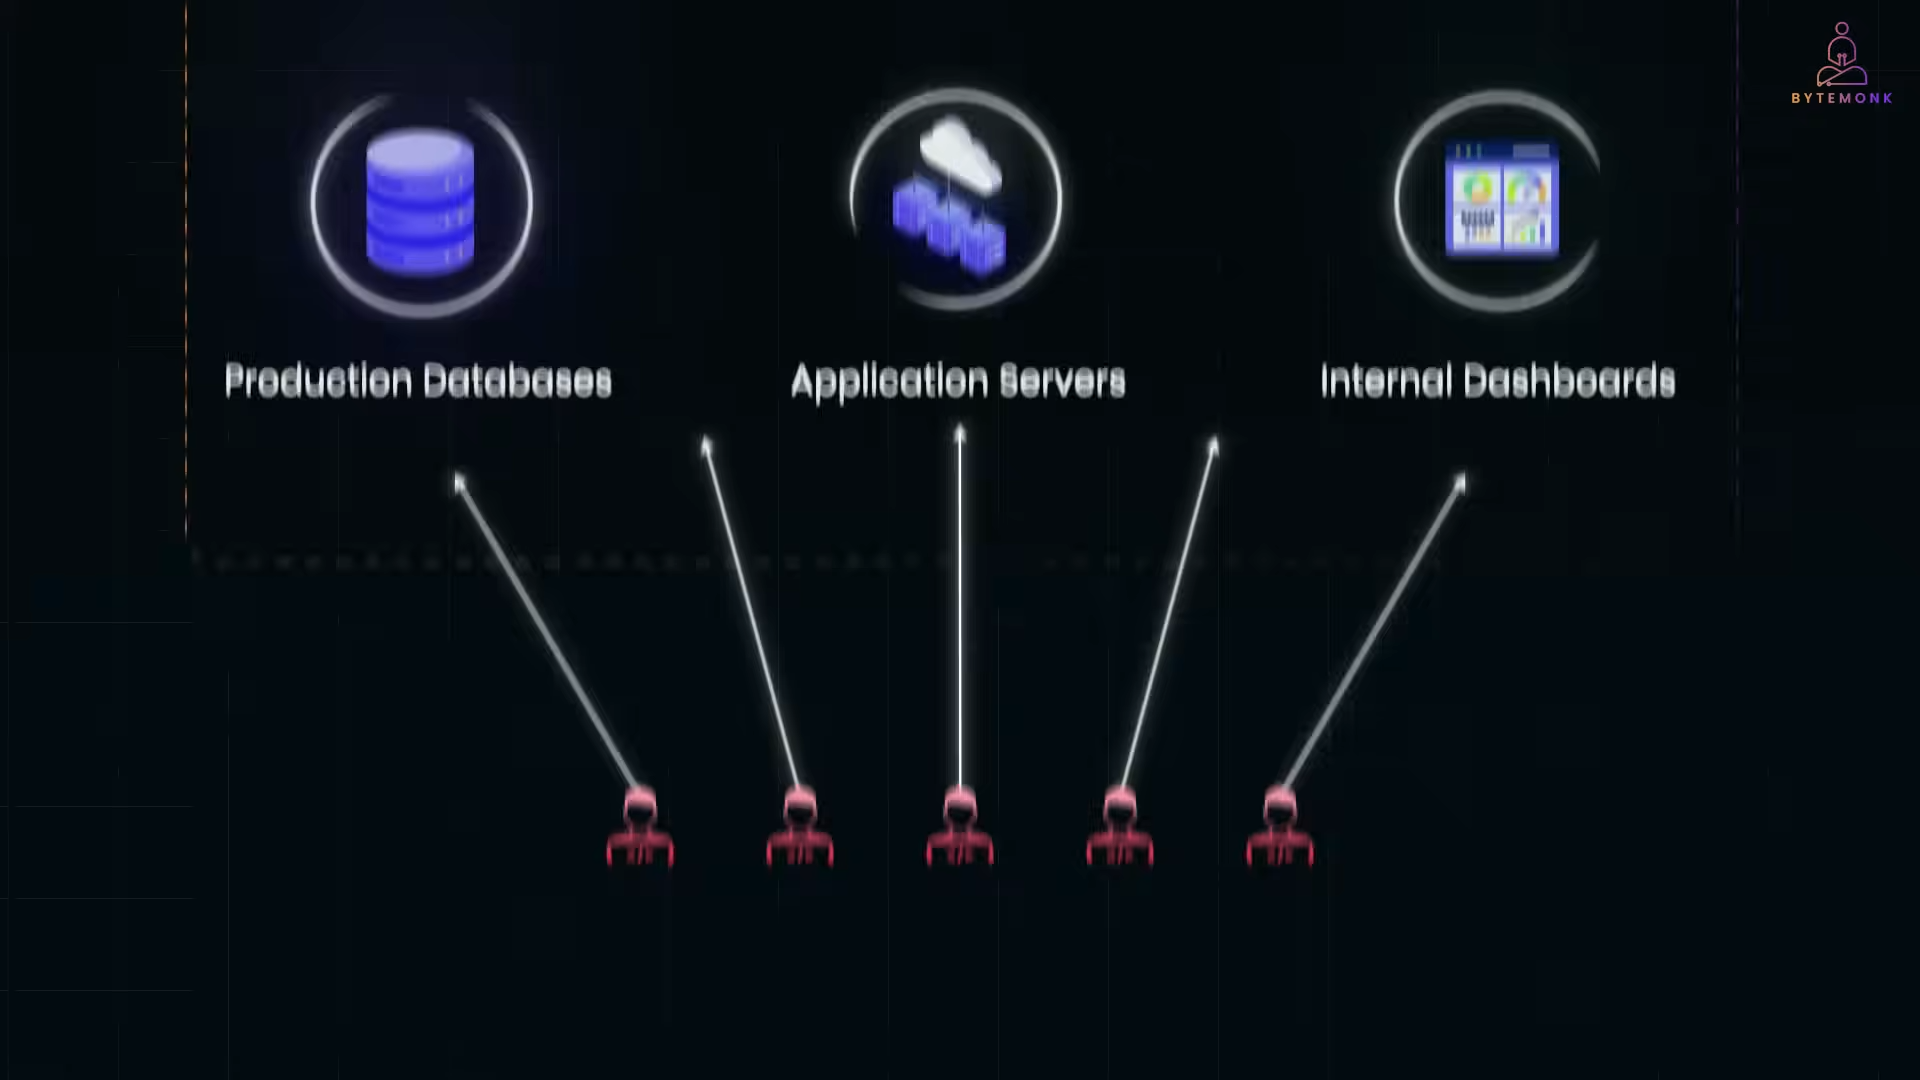 BYTEMONK
Production Databases
Application Servers
Internal Dashboards